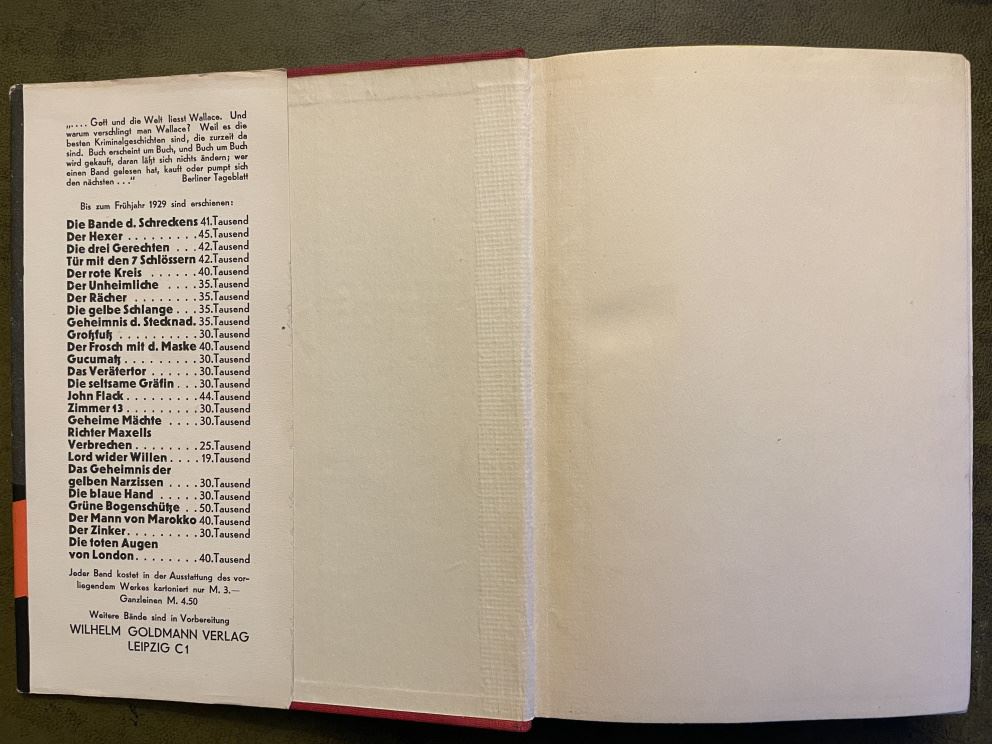 „.... Gott und die Welt liesst Wallace. Und
warum verschlingt man Wallace? Weil es die
besten Kriminalgeschichten sind, die zurzeit da
sind. Buch erscheint um Buch, und Buch um Buch
wird gekauft, daran läßt sich nichts ändern; wer
einen Band gelesen hat, kauft oder pumpt sich
den nächsten ..." Berliner Tageblatt
Bis zum Frühjahr 1929 sind erschienen:
Die Bande d. Schreckens 41.Tausend
Der Hexer ......... 45.Tausend
Die drei Gerechten ... 42.Tausend
Tür mit den 7 Schlössern 42.Tausend
Der rote Kreis ...... 40.Tausend
Der Unheimliche .... 35.Tausend
Der Rächer ........ 35.Tausend
Die gelbe Schlange ... 35.Tausend
Geheimnis d. Stecknad. 35.Tausend
Großfuß .......... 30.Tausend
Der Frosch mit d. Maske 40.Tausend
Gucumatz ......... 30.Tausend
Das Verätertor ...... 30.Tausend
Die seltsame Gräfin ... 30.Tausend
John Flack ......... 44.Tausend
Zimmer 13 ......... 30.Tausend
Geheime Mächte .... 30.Tausend
Richter Maxells
Verbrechen ........ 25.Tausend
Lord wider Willen .... 19.Tausend
Das Geheimnis der
gelben Narzissen .... 30.Tausend
Die blaue Hand ..... 30.Tausend
Grüne Bogenschütze .. 50.Tausend
Der Mann von Marokko 40.Tausend
Der Zinker ......... 30.Tausend
Die toten Augen
von London ........ 40.Tausend
Jeder Band kostet in der Ausstattung des vor-
liegendem Werkes kartoniert nur M. 3.—
Ganzleinen M. 4.50
Weitere Bände sind in Vorbereitung
WILHELM GOLDMANN VERLAG
LEIPZIG C1